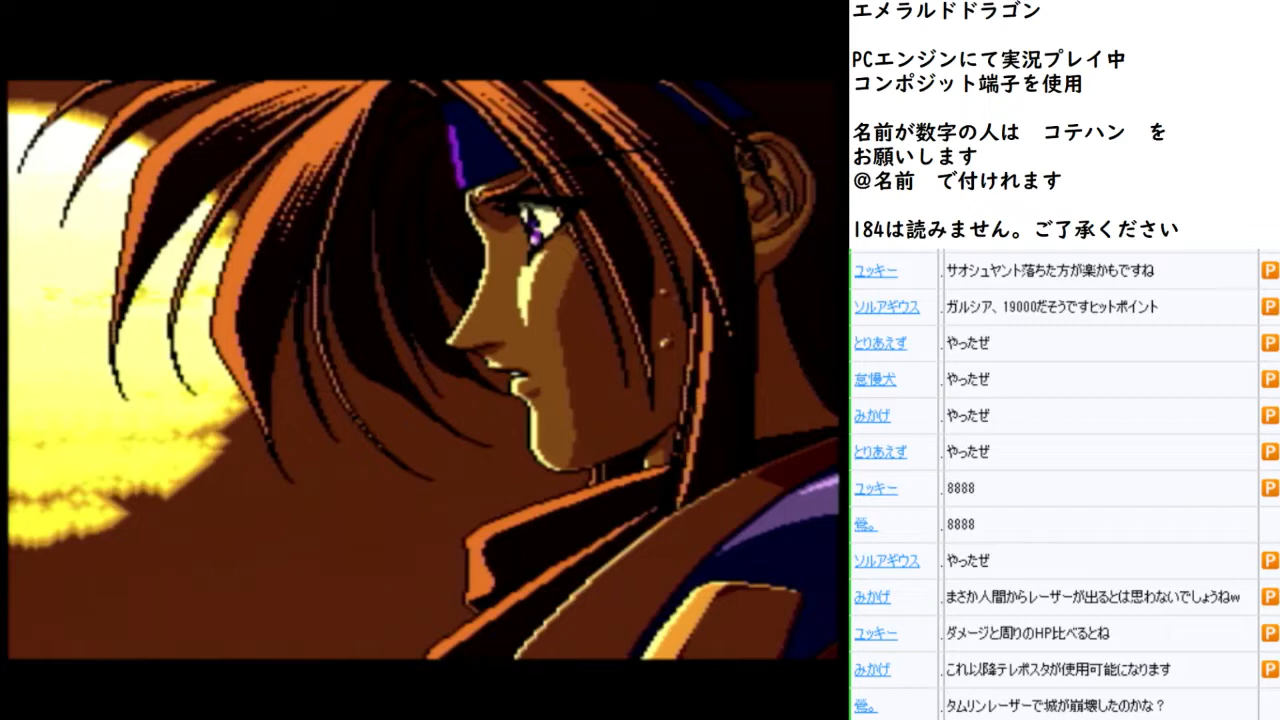 エメラルドドラゴン
PCエンジンにて実況プレイ中
コンポジット端子を使用
名前が数字の人は　コテハン　を
お願いします
＠名前　で付けれます
184は読みません。ご了承ください
ユッキー . サオシュヤント落ちた方が楽かもですね P
ソルアギウス . ガルシア、19000だそうですヒットポイント P
とりあえず . やったぜ P
怠慢犬 . やったぜ P
みかげ . やったぜ P
とりあえず . やったぜ P
ユッキー . 8888 P
。 . 8888
ソルアギウス . やったぜ P
みかげ . まさか人間からレーザーが出るとは思わないでしょうねw P
ユッキー . ダメージと周りのHP比べるとね P
みかげ . これ以降テレポスタが使用可能になります P
。 . タムリンレーザーで城が崩壊したのかな？